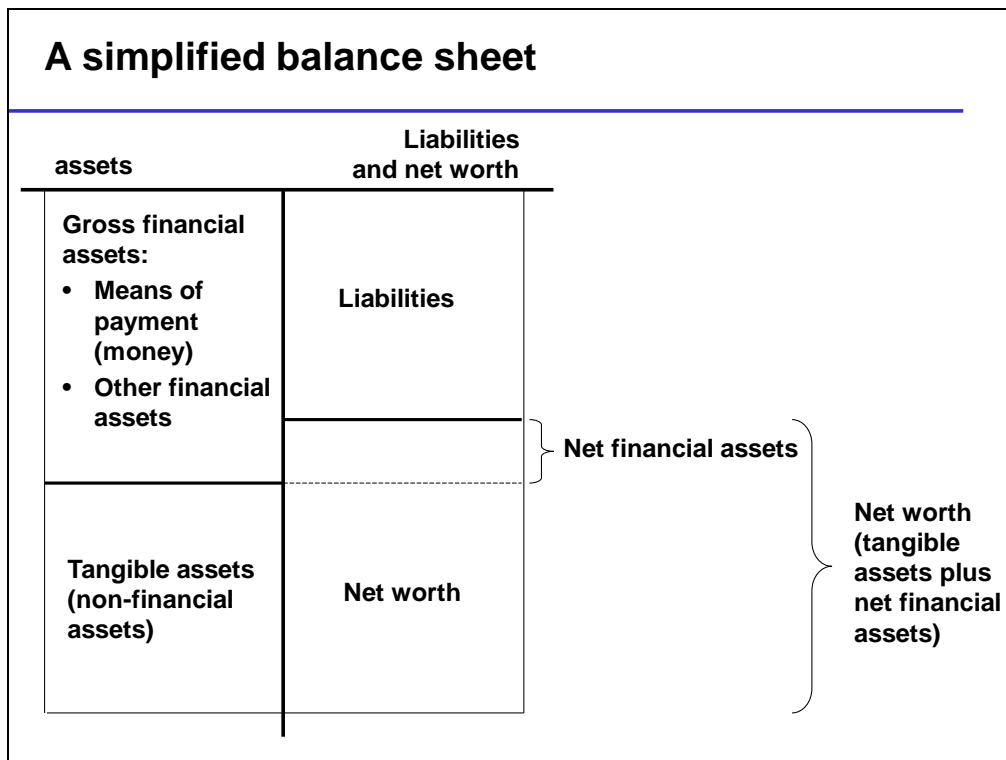 A simplified balance sheet
assets
Liabilities
and net worth
Gross financial
assets:
• Means of
payment
(money)
• Other financial
assets
Liabilities
Net financial assets
Tangible assets
(non-financial
assets)
Net worth
Net worth
(tangible
assets plus
net financial
assets)